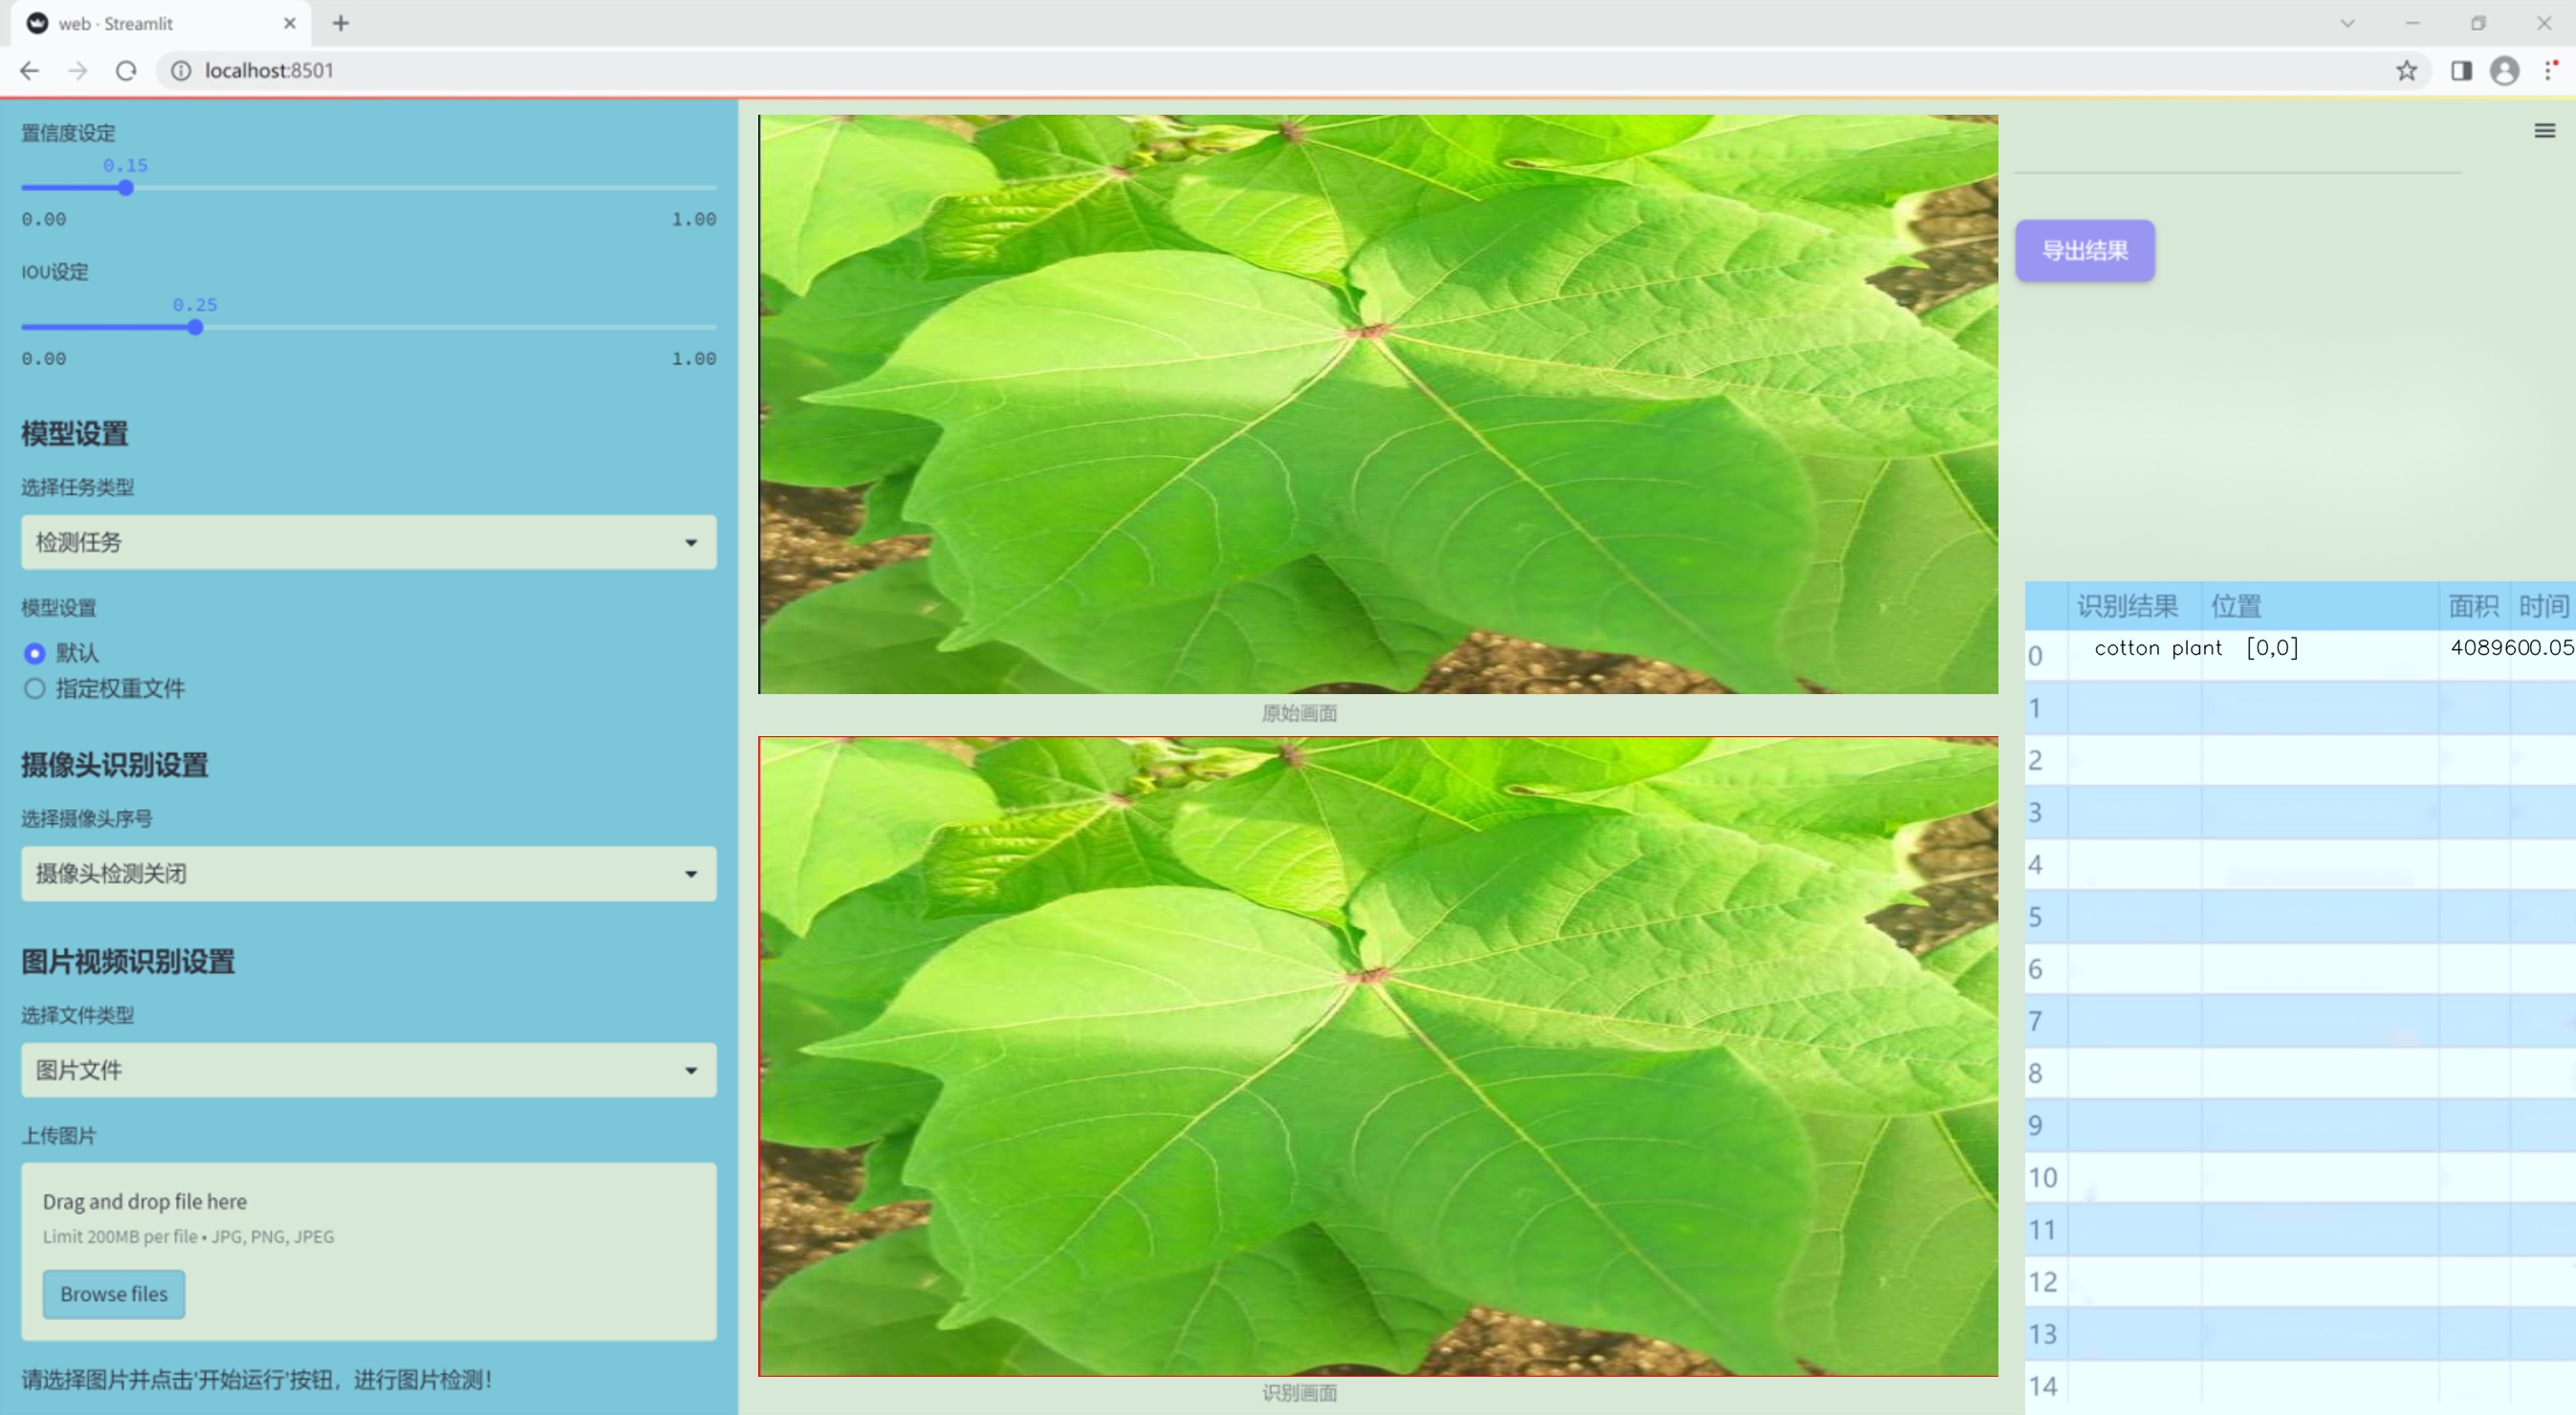 web · Streamlit
localhost:8501
置信度设定
0.15
0.00 1.00
IOU设定
0.25
0.00 1.00
模型设置
选择任务类型
检测任务
模型设置
默认
指定权重文件
摄像头识别设置
选择摄像头序号
摄像头检测关闭
图片视频识别设置
选择文件类型
图片文件
上传图片
Drag and drop file here
Limit 200MB per file • JPG, PNG, JPEG
Browse files
请选择图片并点击'开始运行'按钮，进行图片检测！
原始画面
识别画面
导出结果
识别结果 位置 面积 时间
0 cotton plant [0,0] 4089600.05
1
2
3
4
5
6
7
8
9
10
11
12
13
14